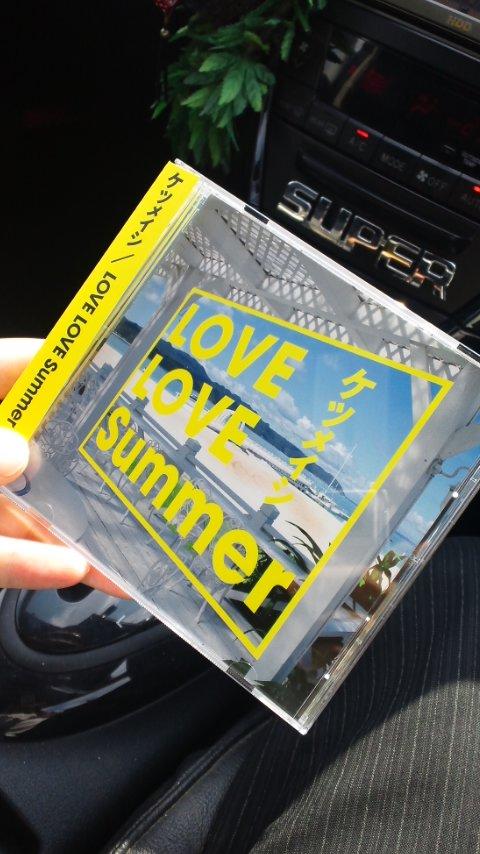 ケツメイシ / LOVE LOVE Summer
LOVE
LOVE
Summer
ケツメイシ
SUPER
HDD
A/C
MODE
OFF